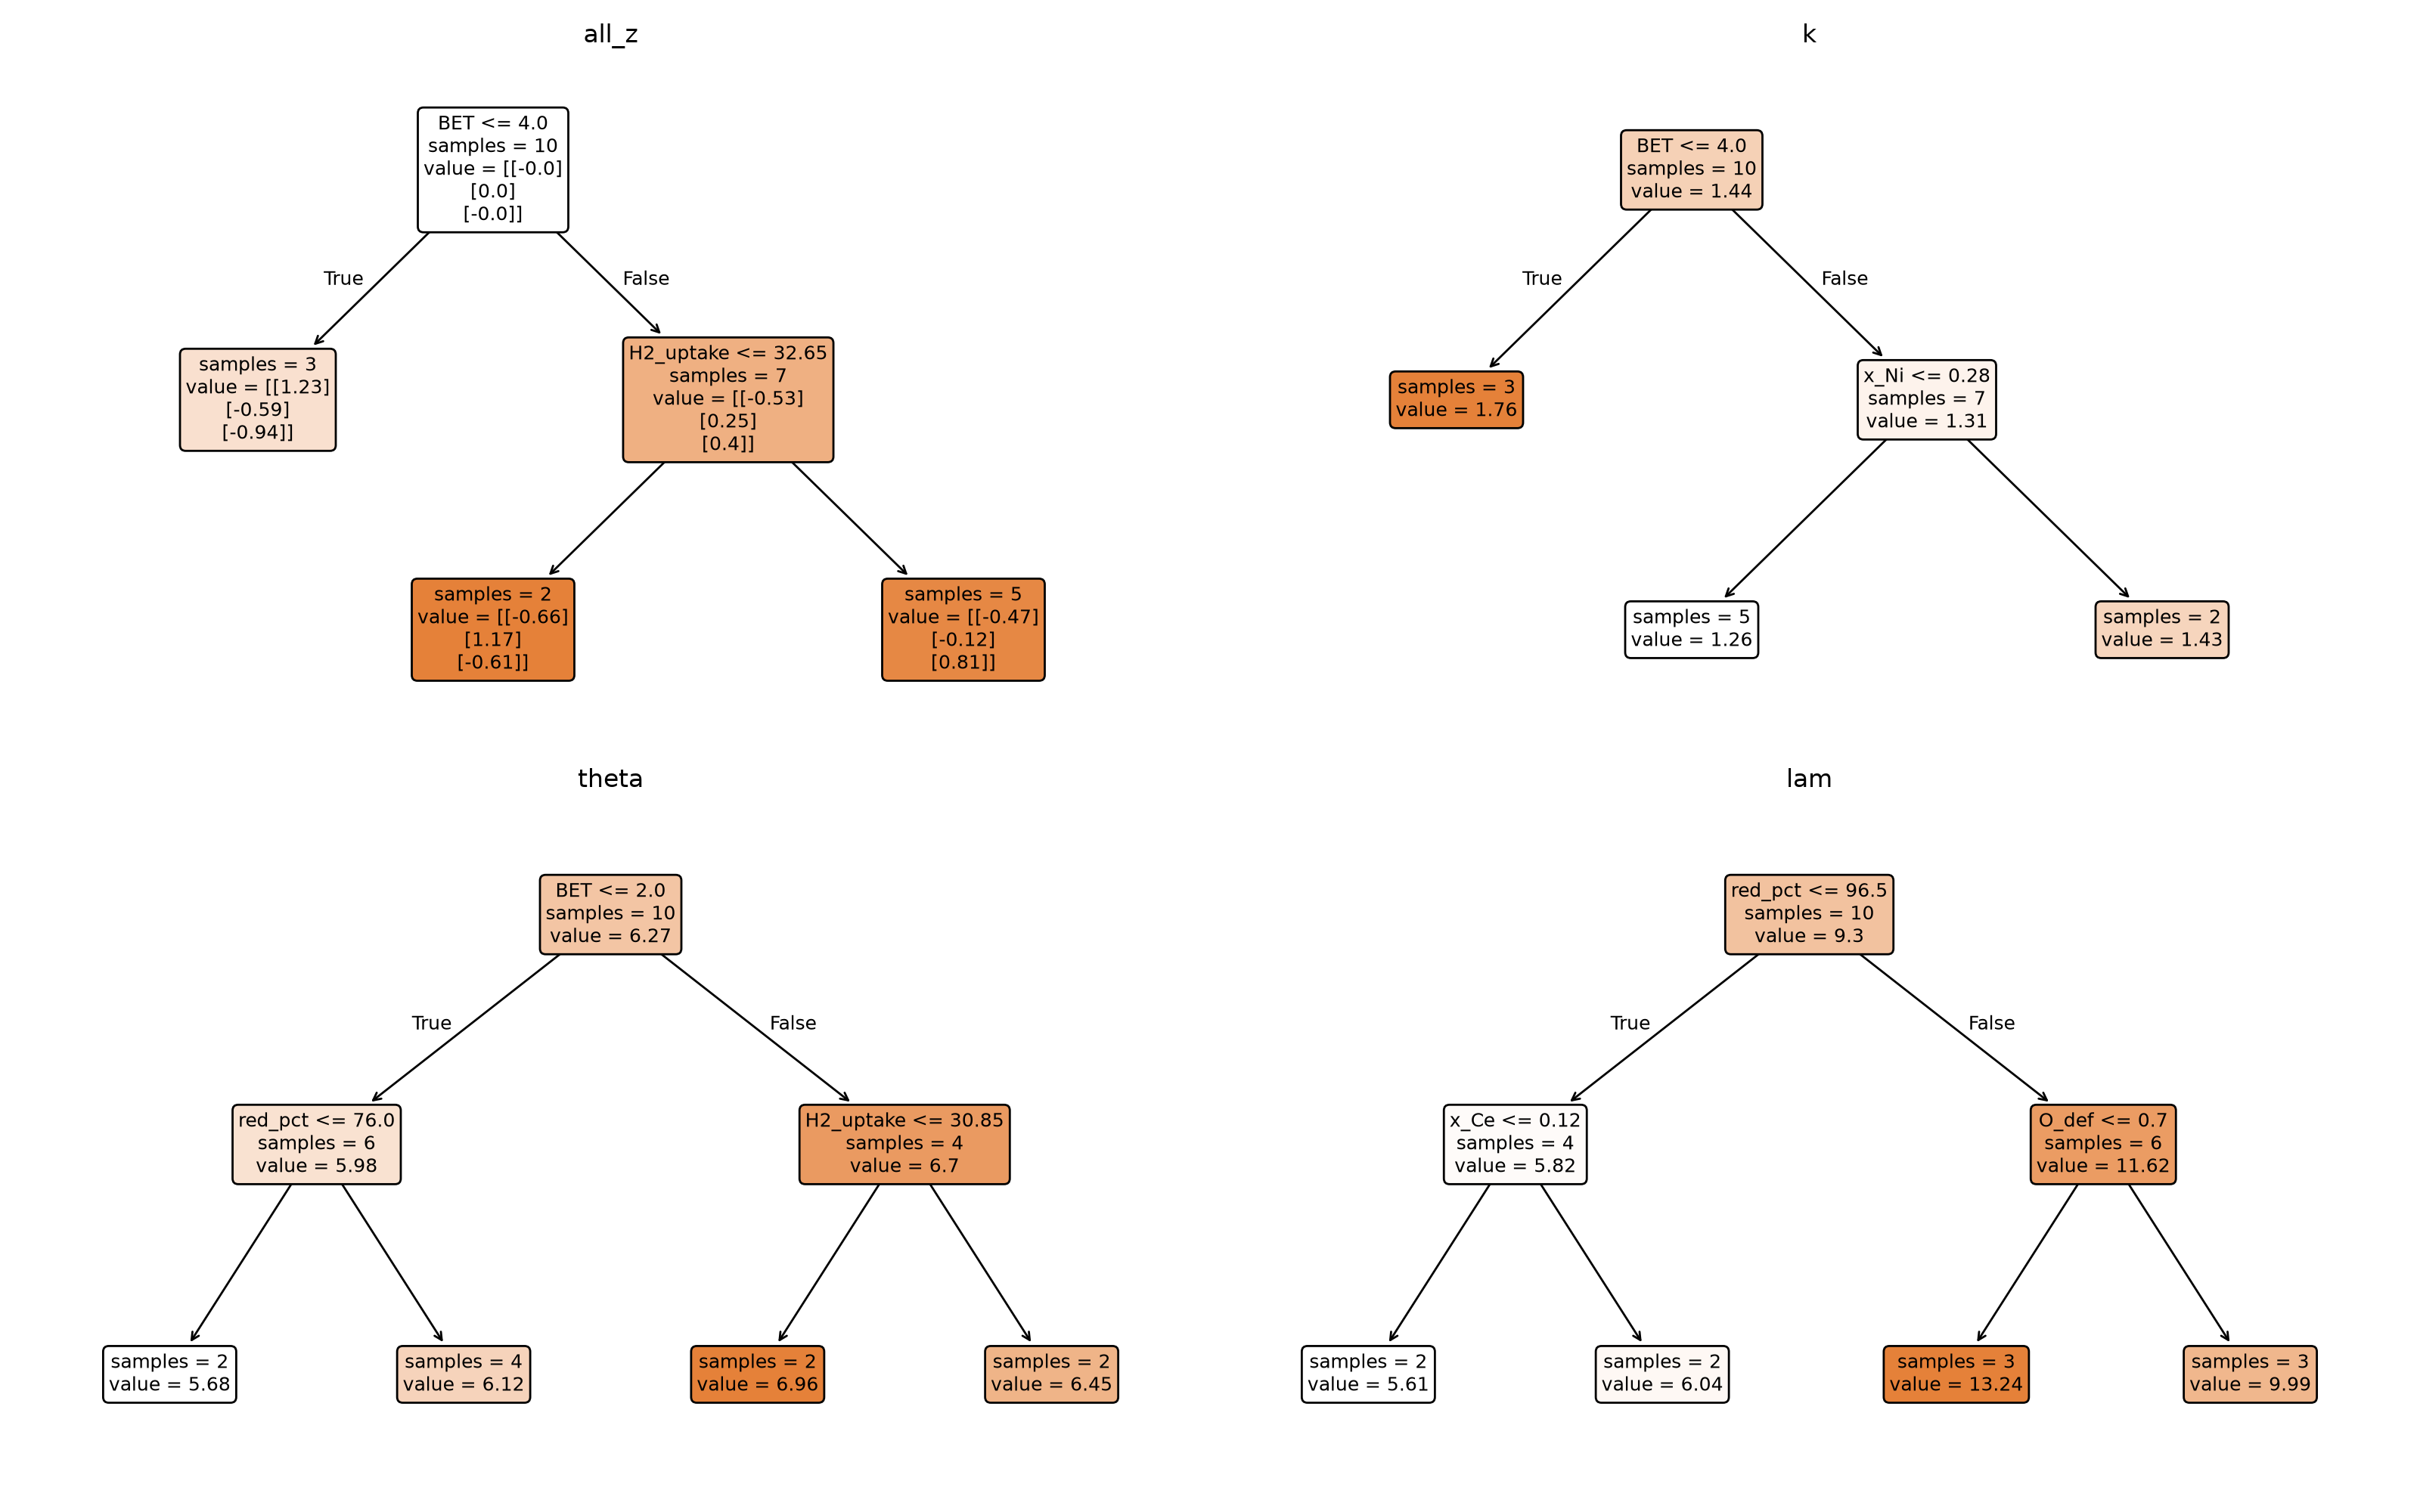 all_z
BET <= 4.0
samples = 10
value = [[-0.0]
[0.0]
[-0.0]]
True
False
samples = 3
value = [[1.23]
[-0.59]
[-0.94]]
H2_uptake <= 32.65
samples = 7
value = [[-0.53]
[0.25]
[0.4]]
samples = 2
value = [[-0.66]
[1.17]
[-0.61]]
samples = 5
value = [[-0.47]
[-0.12]
[0.81]]
k
BET <= 4.0
samples = 10
value = 1.44
True
False
samples = 3
value = 1.76
x_Ni <= 0.28
samples = 7
value = 1.31
samples = 5
value = 1.26
samples = 2
value = 1.43
theta
BET <= 2.0
samples = 10
value = 6.27
True
False
red_pct <= 76.0
samples = 6
value = 5.98
H2_uptake <= 30.85
samples = 4
value = 6.7
samples = 2
value = 5.68
samples = 4
value = 6.12
samples = 2
value = 6.96
samples = 2
value = 6.45
lam
red_pct <= 96.5
samples = 10
value = 9.3
True
False
x_Ce <= 0.12
samples = 4
value = 5.82
O_def <= 0.7
samples = 6
value = 11.62
samples = 2
value = 5.61
samples = 2
value = 6.04
samples = 3
value = 13.24
samples = 3
value = 9.99